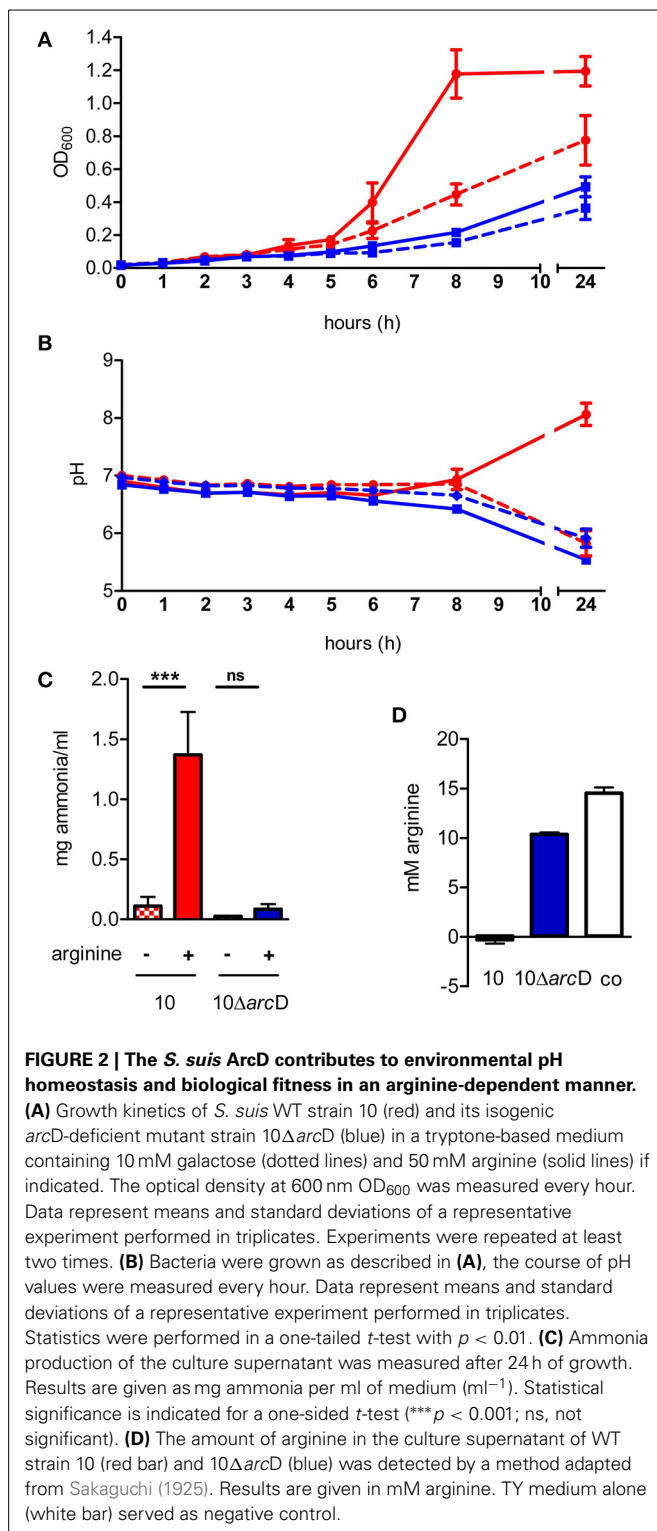 A
1.4
1.2
1.0
0.8
0.6
0.4
0.2
0.0
OD600
0 1 2 3 4 5 6 8 10 24
hours (h)
B
9
8
7
6
5
pH
0 1 2 3 4 5 6 8 10 24
hours (h)
C
*** ns
2.0
1.5
1.0
0.5
0.0
mg ammonia/ml
arginine - + - +
10 10ΔarcD
D
20
15
10
5
0
-5
mM arginine
10 10ΔarcD co
FIGURE 2 | The S. suis ArcD contributes to environmental pH
homeostasis and biological fitness in an arginine-dependent manner.
(A) Growth kinetics of S. suis WT strain 10 (red) and its isogenic
arcD-deficient mutant strain 10ΔarcD (blue) in a tryptone-based medium
containing 10 mM galactose (dotted lines) and 50 mM arginine (solid lines) if
indicated. The optical density at 600 nm OD600 was measured every hour.
Data represent means and standard deviations of a representative
experiment performed in triplicates. Experiments were repeated at least
two times. (B) Bacteria were grown as described in (A), the course of pH
values were measured every hour. Data represent means and standard
deviations of a representative experiment performed in triplicates.
Statistics were performed in a one-tailed t-test with p < 0.01. (C) Ammonia
production of the culture supernatant was measured after 24 h of growth.
Results are given as mg ammonia per ml of medium (ml−1). Statistical
significance is indicated for a one-sided t-test (***p < 0.001; ns, not
significant). (D) The amount of arginine in the culture supernatant of WT
strain 10 (red bar) and 10ΔarcD (blue) was detected by a method adapted
from Sakaguchi (1925). Results are given in mM arginine. TY medium alone
(white bar) served as negative control.